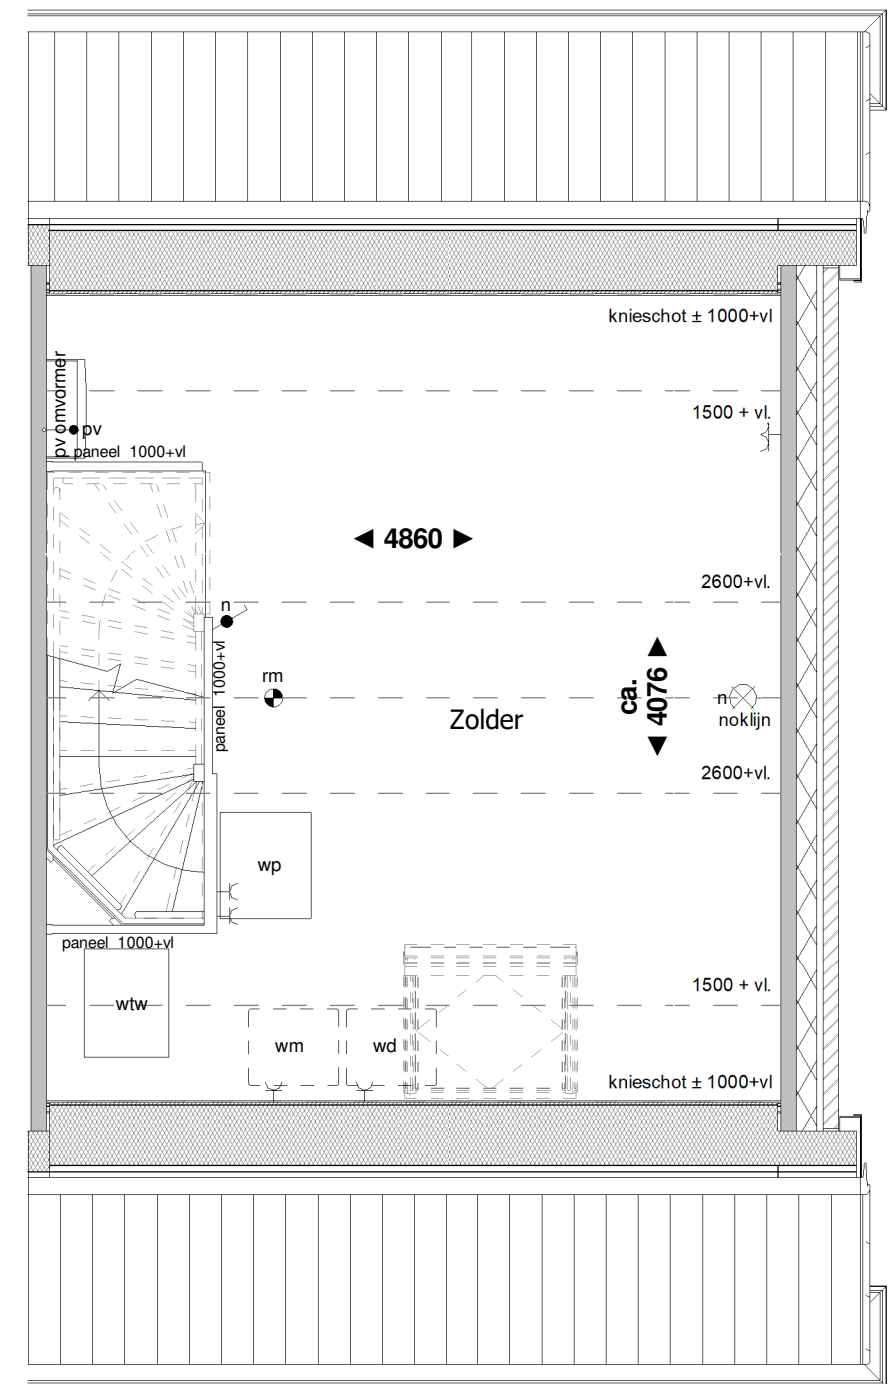 knieschot ± 1000+vl
pv omvormer
1500 + vl.
pv
paneel 1000+vl
4860
2600+vl.
n
paneel 1000+vl
rm
ca.
4076
n
noklijn
Zolder
2600+vl.
wp
paneel 1000+vl
1500 + vl.
wtw
wm
wd
knieschot ± 1000+vl